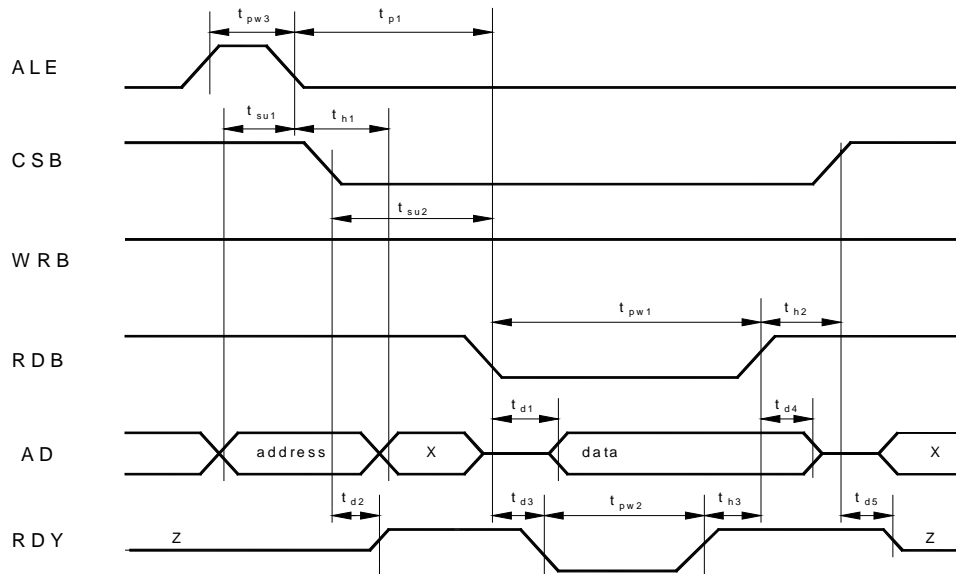 t pw3
t p1
ALE
t su1
t h1
CSB
t su2
WRB
t pw1
t h2
RDB
t d1
t d4
AD
address
X
data
X
t d2
t d3
t pw2
t h3
t d5
RDY
Z
Z